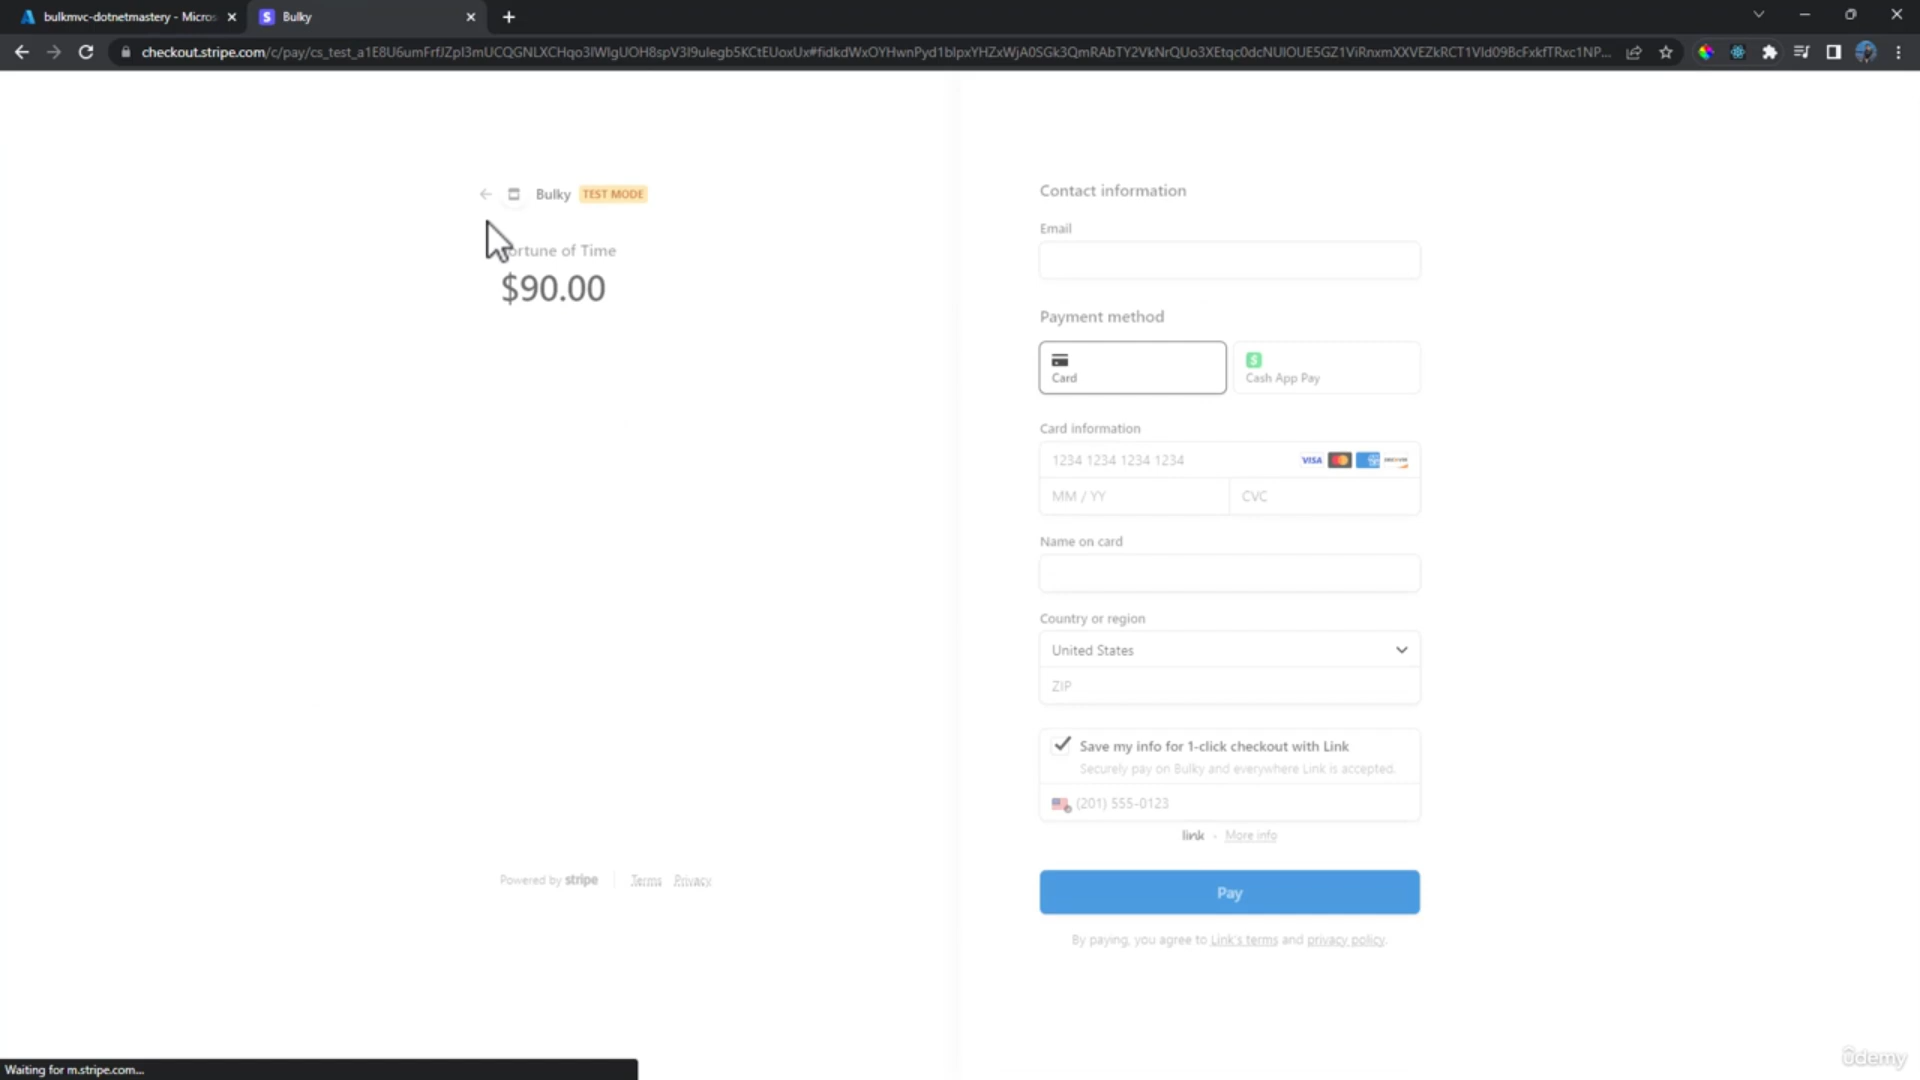 bulkmvc-dotnetmastery - Micros
Bulky
checkout.stripe.com/c/pay/
Bulky TEST MODE
ortune of Time
$90.00
Powered by stripe Terms Privacy
Contact information
Email
Payment method
Card
Cash App Pay
Card information
1234 1234 1234 1234 VISA
MM / YY CVC
Name on card
Country or region
United States
ZIP
Save my info for 1-click checkout with Link
Securely pay on Bulky and everywhere Link is accepted.
(201) 555-0123
link - More info
Pay
By paying, you agree to Link's terms and privacy policy.
Waiting for m.stripe.com...
ûdemy